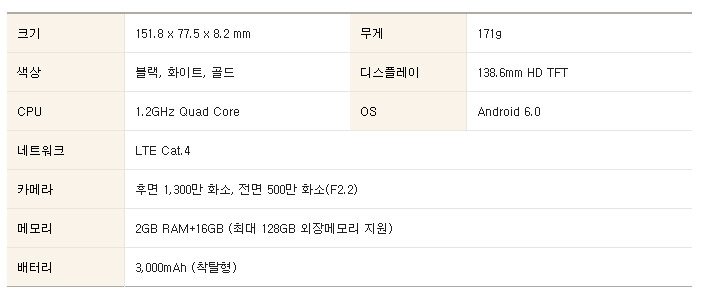 크기 151.8 x 77.5 x 8.2 mm 무게 171g
색상 블랙, 화이트, 골드 디스플레이 138.6mm HD TFT
CPU 1.2GHz Quad Core OS Android 6.0
네트워크 LTE Cat.4
카메라 후면 1,300만 화소, 전면 500만 화소(F2.2)
메모리 2GB RAM+16GB (최대 128GB 외장메모리 지원)
배터리 3,000mAh (착탈형)